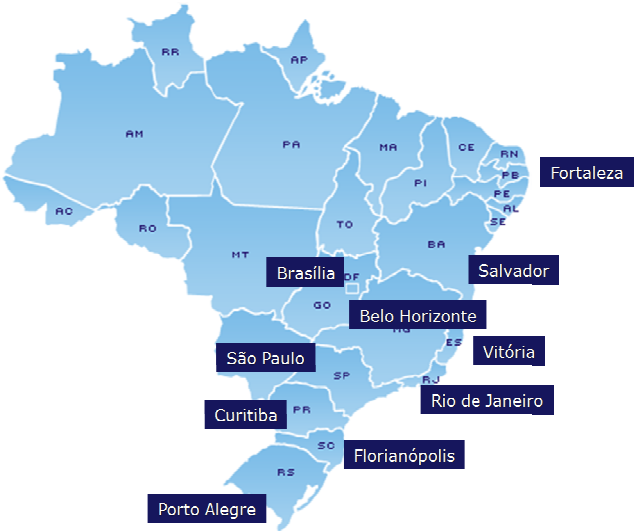 RR
AP
AM
PA
MA
CE
RN
PB
Fortaleza
PI
PE
AL
SE
AC
RO
TO
BA
MT
Brasília
DF
Salvador
GO
Belo Horizonte
MG
ES
Vitória
São Paulo
SP
RJ
Rio de Janeiro
Curitiba
PR
SC
Florianópolis
RS
Porto Alegre